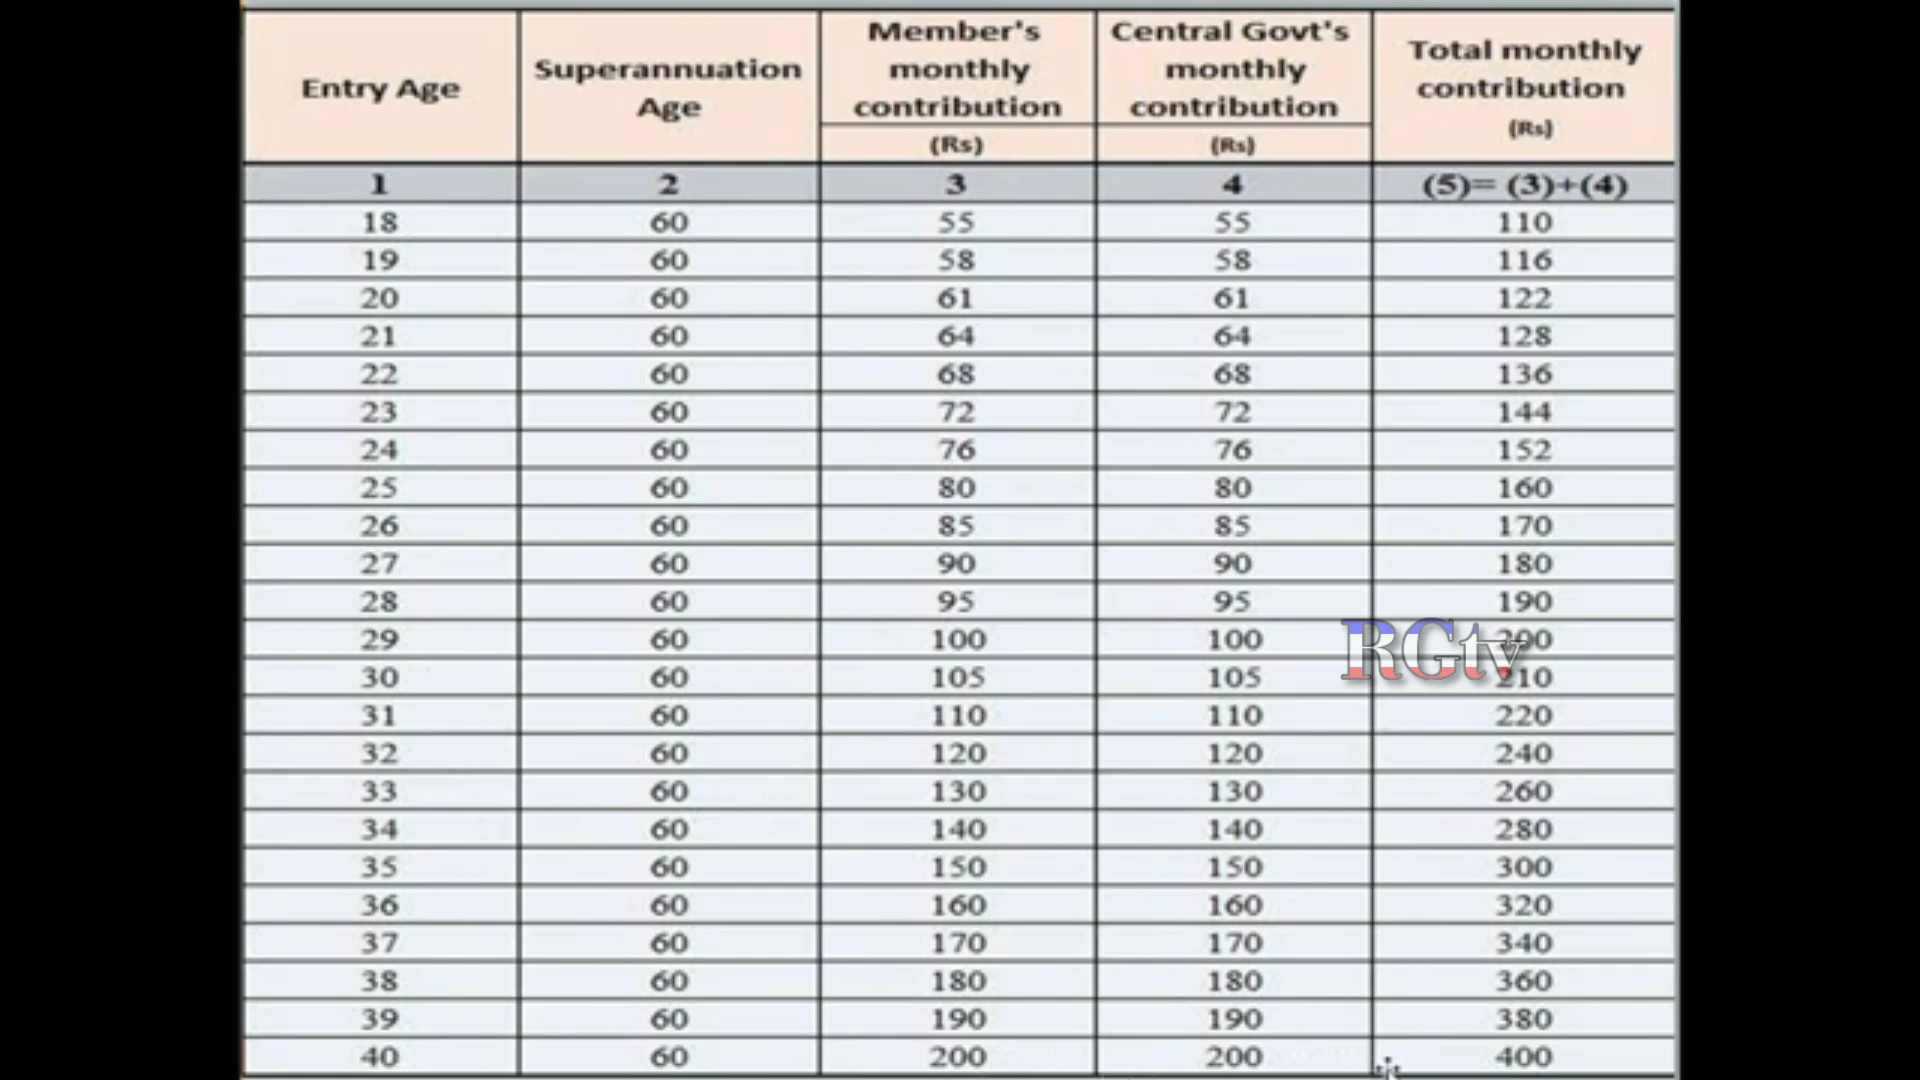 Entry Age | Superannuation Age | Member's monthly contribution (Rs) | Central Govt's monthly contribution (Rs) | Total monthly contribution (Rs)
1 | 2 | 3 | 4 | (5)= (3)+(4)
18 | 60 | 55 | 55 | 110
19 | 60 | 58 | 58 | 116
20 | 60 | 61 | 61 | 122
21 | 60 | 64 | 64 | 128
22 | 60 | 68 | 68 | 136
23 | 60 | 72 | 72 | 144
24 | 60 | 76 | 76 | 152
25 | 60 | 80 | 80 | 160
26 | 60 | 85 | 85 | 170
27 | 60 | 90 | 90 | 180
28 | 60 | 95 | 95 | 190
29 | 60 | 100 | 100 | 200
30 | 60 | 105 | 105 | 210
31 | 60 | 110 | 110 | 220
32 | 60 | 120 | 120 | 240
33 | 60 | 130 | 130 | 260
34 | 60 | 140 | 140 | 280
35 | 60 | 150 | 150 | 300
36 | 60 | 160 | 160 | 320
37 | 60 | 170 | 170 | 340
38 | 60 | 180 | 180 | 360
39 | 60 | 190 | 190 | 380
40 | 60 | 200 | 200 | 400
RGtv